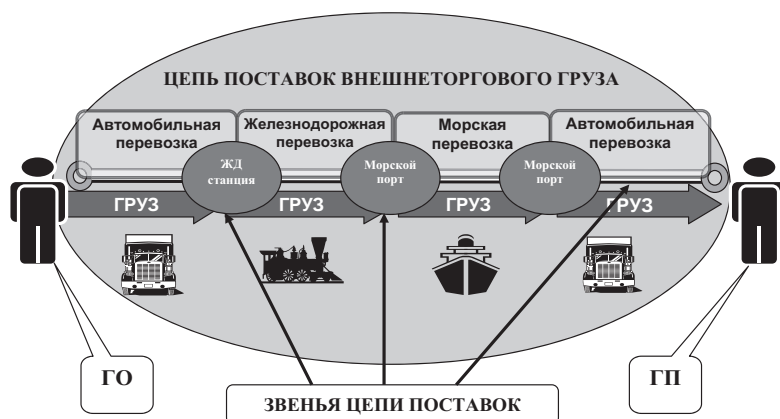 ЦЕПЬ ПОСТАВОК ВНЕШНЕТОРГОВОГО ГРУЗА
Автомобильная
перевозка
Железнодорожная
перевозка
Морская
перевозка
Автомобильная
перевозка
ЖД
станция
Морской
порт
Морской
порт
ГРУЗ
ГРУЗ
ГРУЗ
ГРУЗ
ГО
ГП
ЗВЕНЬЯ ЦЕПИ ПОСТАВОК